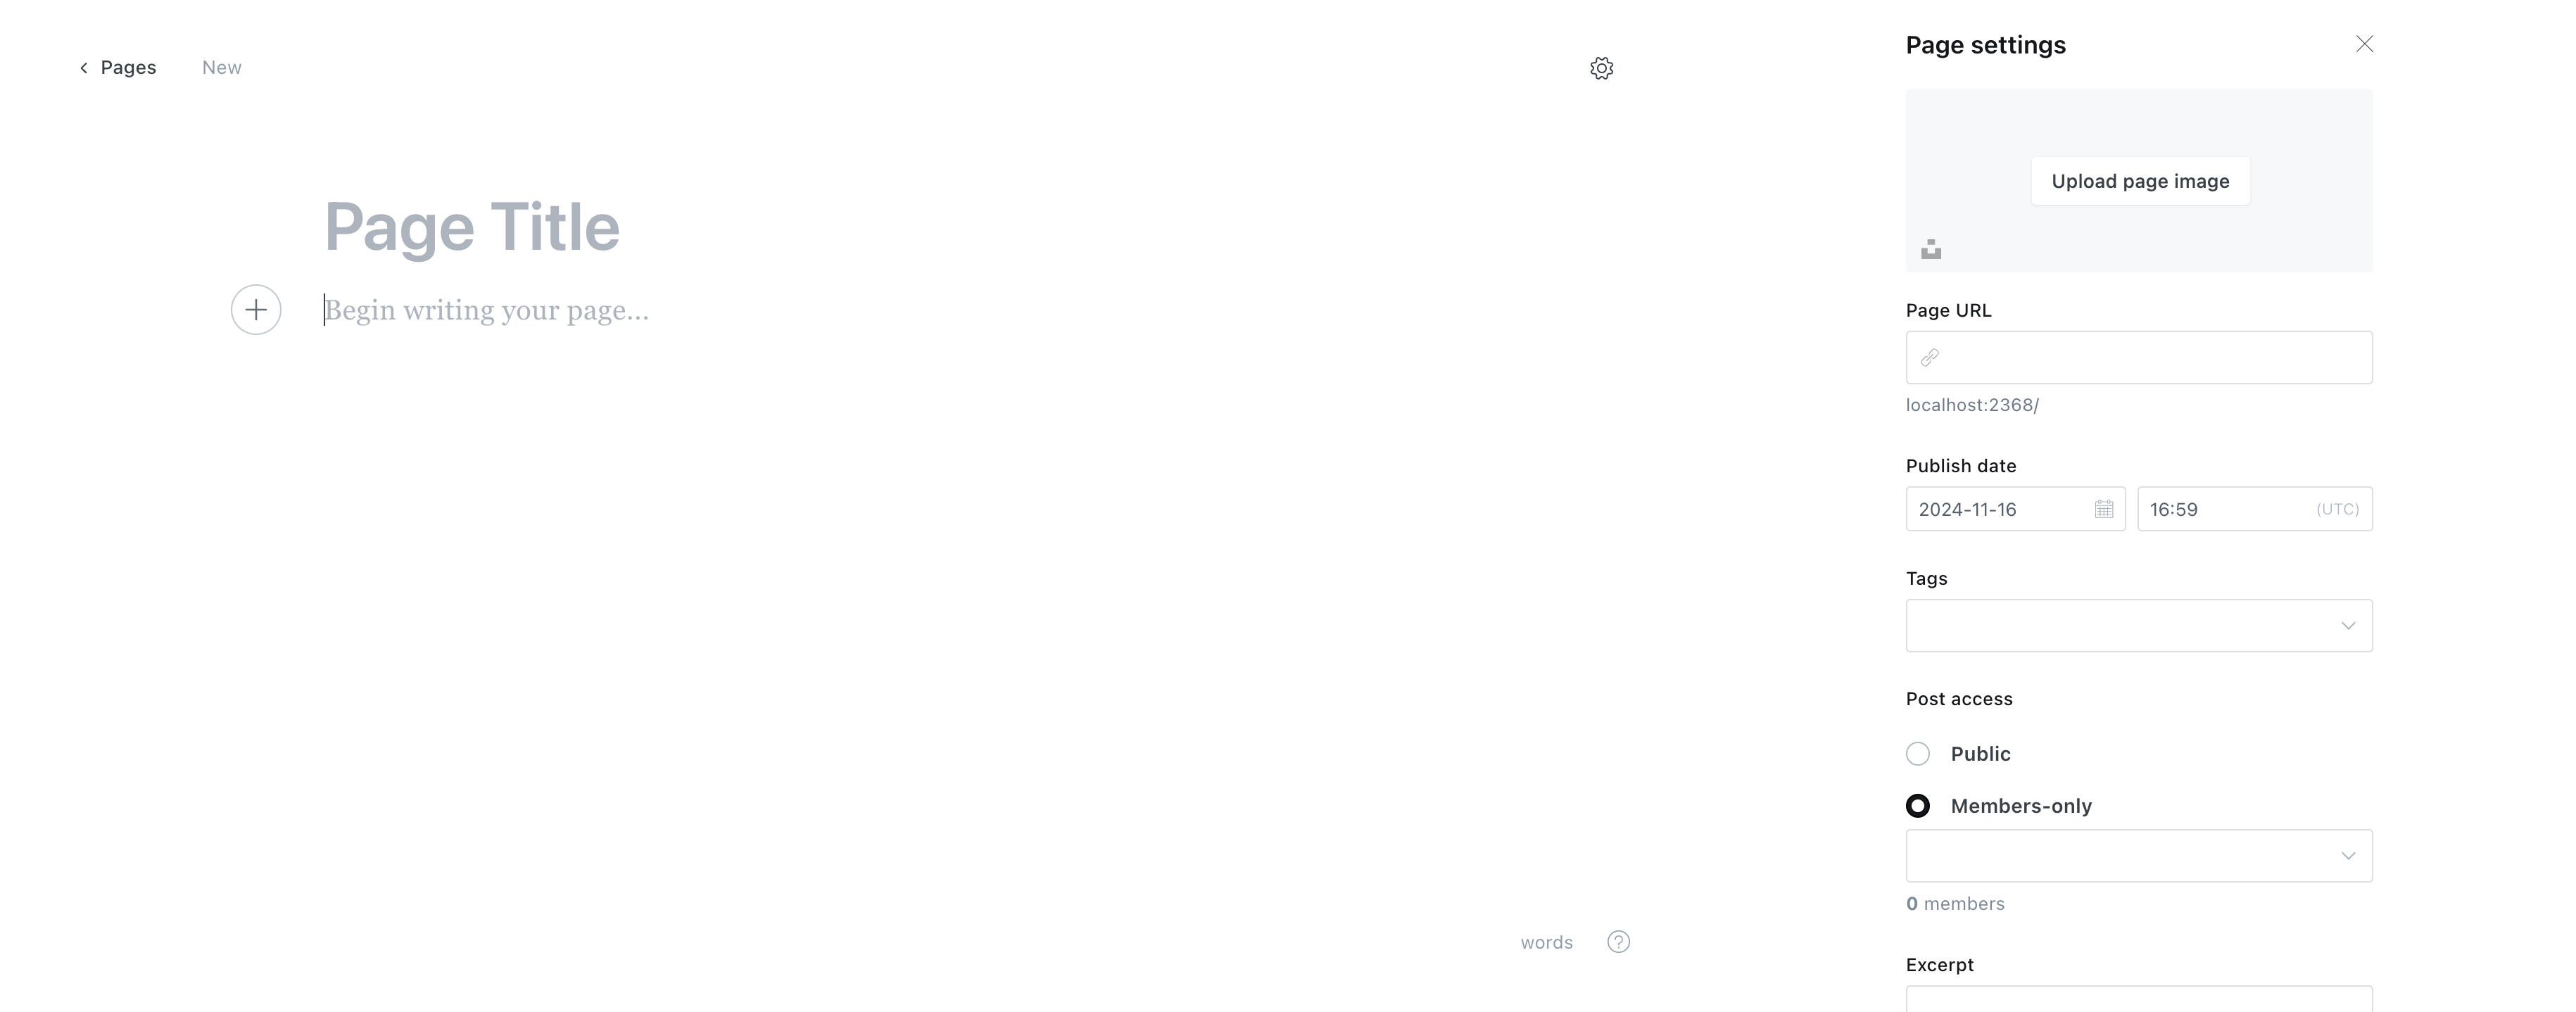 Pages New
Page Title
Begin writing your page...
words
Page settings
Upload page image
Page URL
localhost:2368/
Publish date
2024-11-16 16:59 (UTC)
Tags
Post access
Public
Members-only
0 members
Excerpt